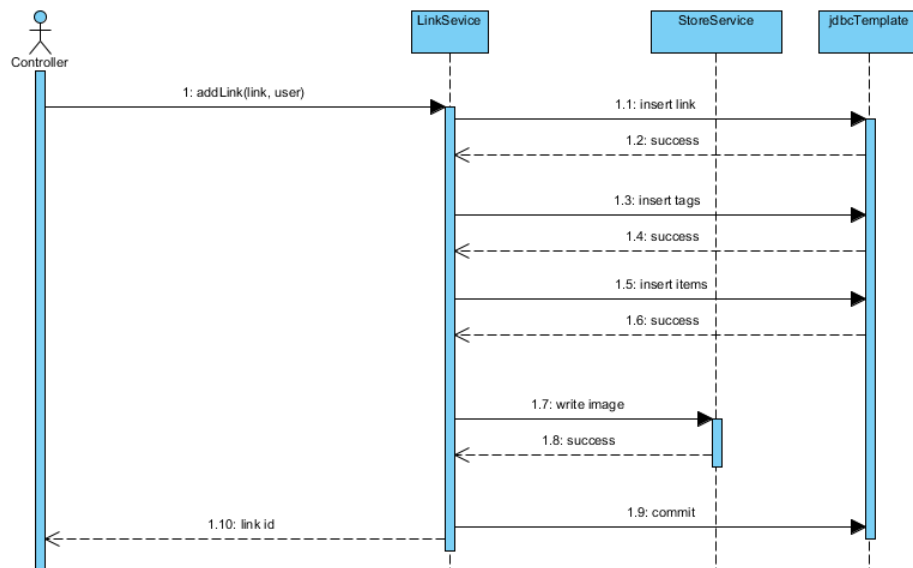 LinkSevice
StoreService
jdbcTemplate
Controller
1: addLink(link, user)
1.1: insert link
1.2: success
1.3: insert tags
1.4: success
1.5: insert items
1.6: success
1.7: write image
1.8: success
1.9: commit
1.10: link id